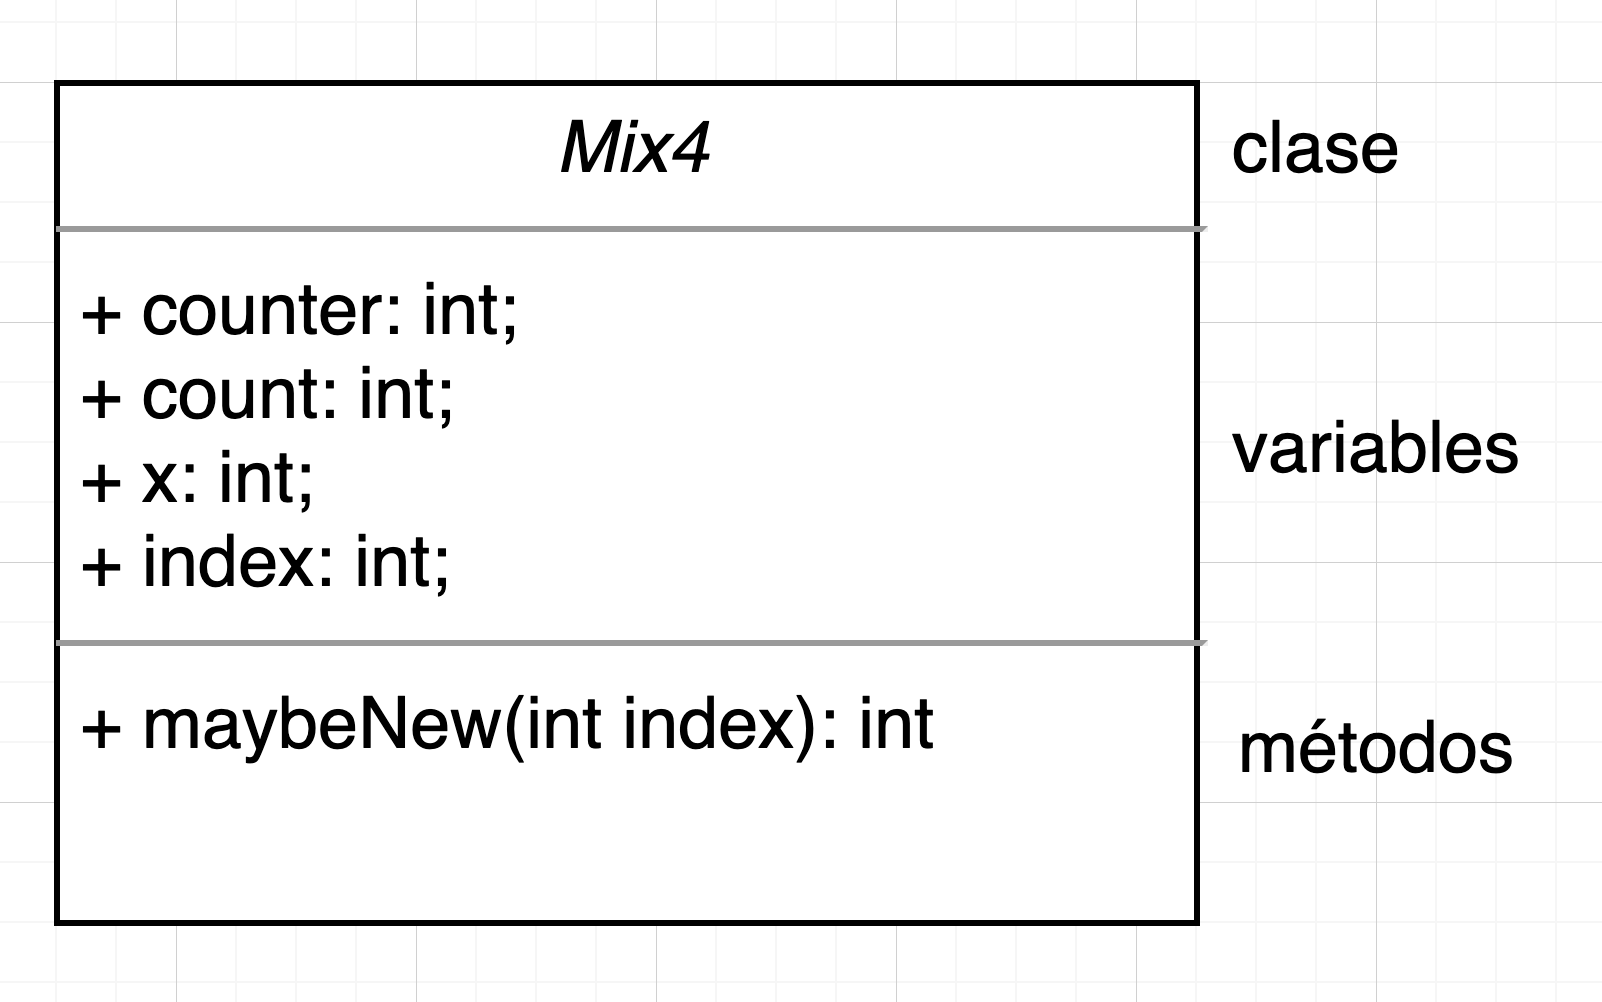 Mix4
clase
+ counter: int;
+ count: int;
+ x: int;
+ index: int;
variables
+ maybeNew(int index): int
métodos